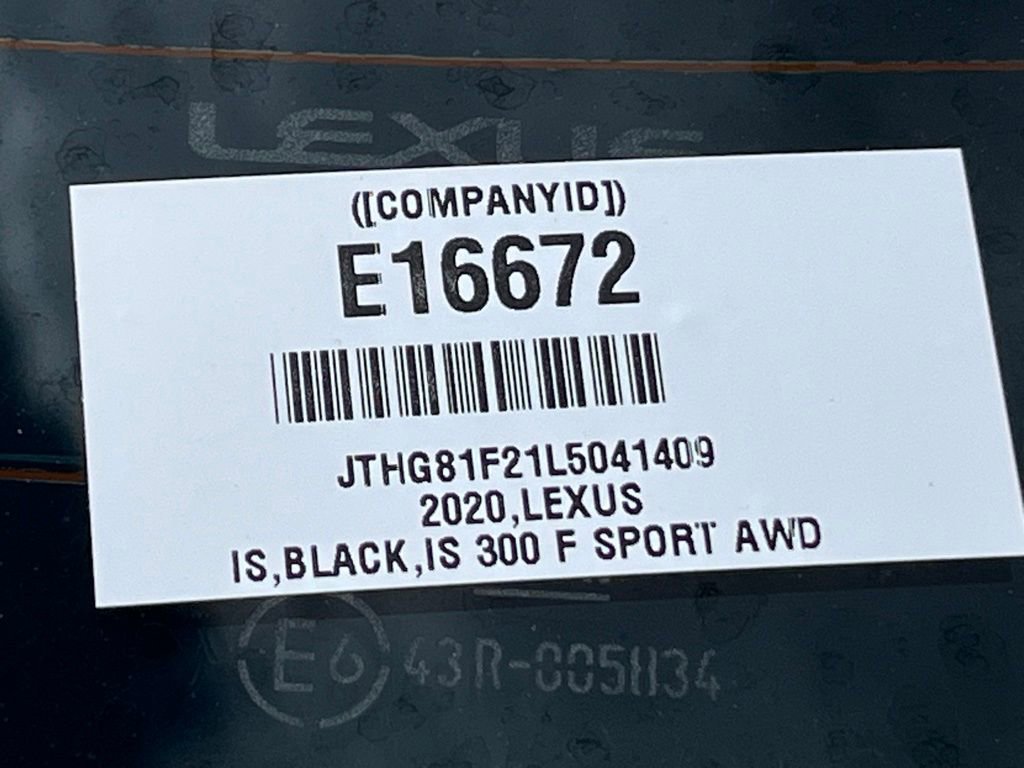 LEXUS
([COMPANYID])
E16672
JTHG81F21L5041409
2020,LEXUS
IS,BLACK,IS 300 F SPORT AWD
E6 43R-005834